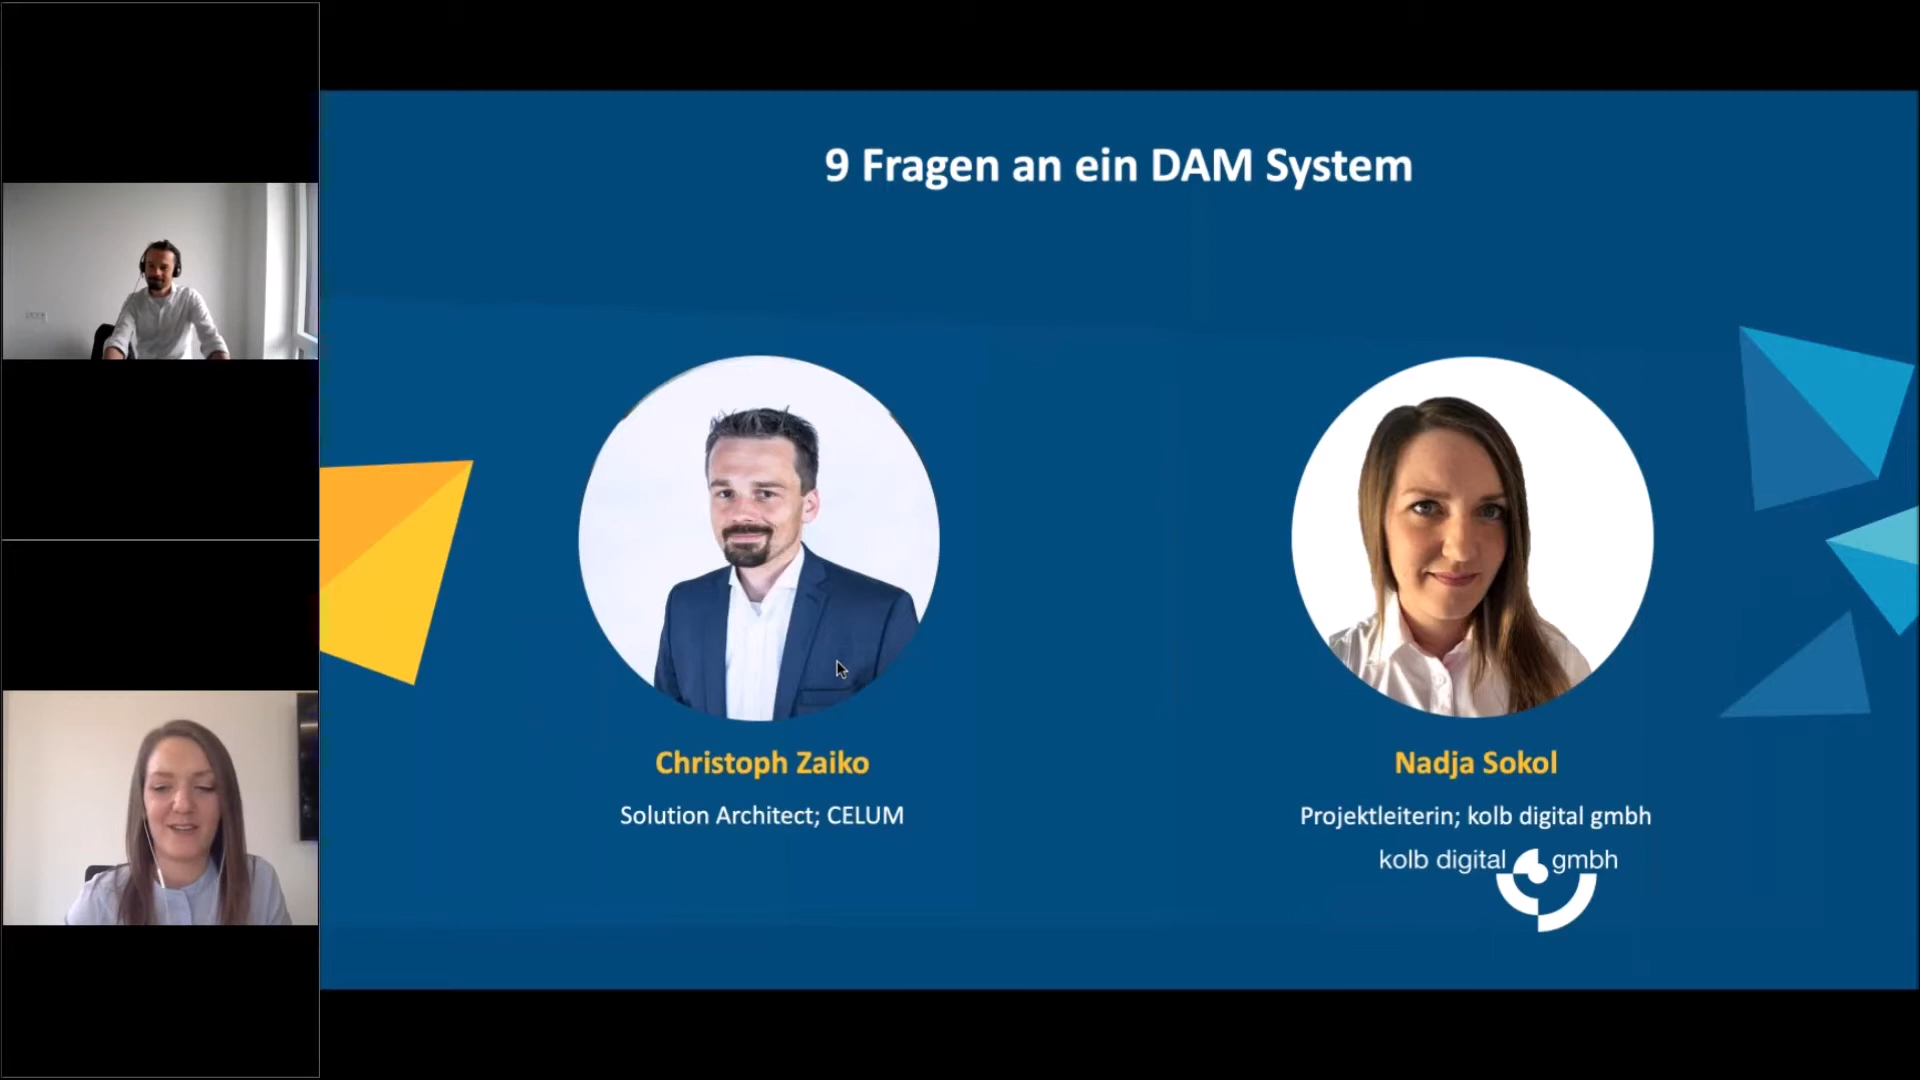 9 Fragen an ein DAM System
Christoph Zaiko
Solution Architect; CELUM
Nadja Sokol
Projektleiterin; kolb digital gmbh
kolb digital gmbh